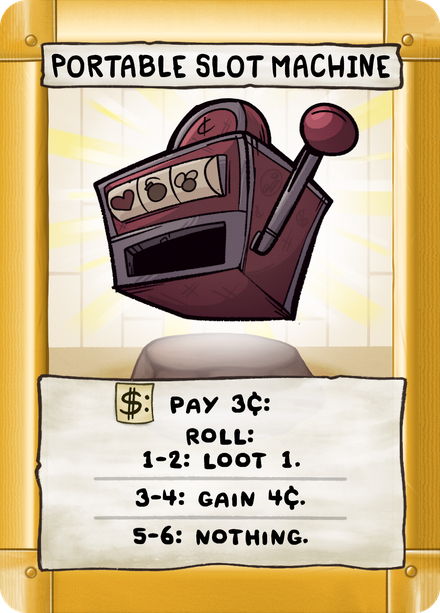 PORTABLE SLOT MACHINE
¢
$: PAY 3¢:
ROLL:
1-2: LOOT 1.
3-4: GAIN 4¢.
5-6: NOTHING.